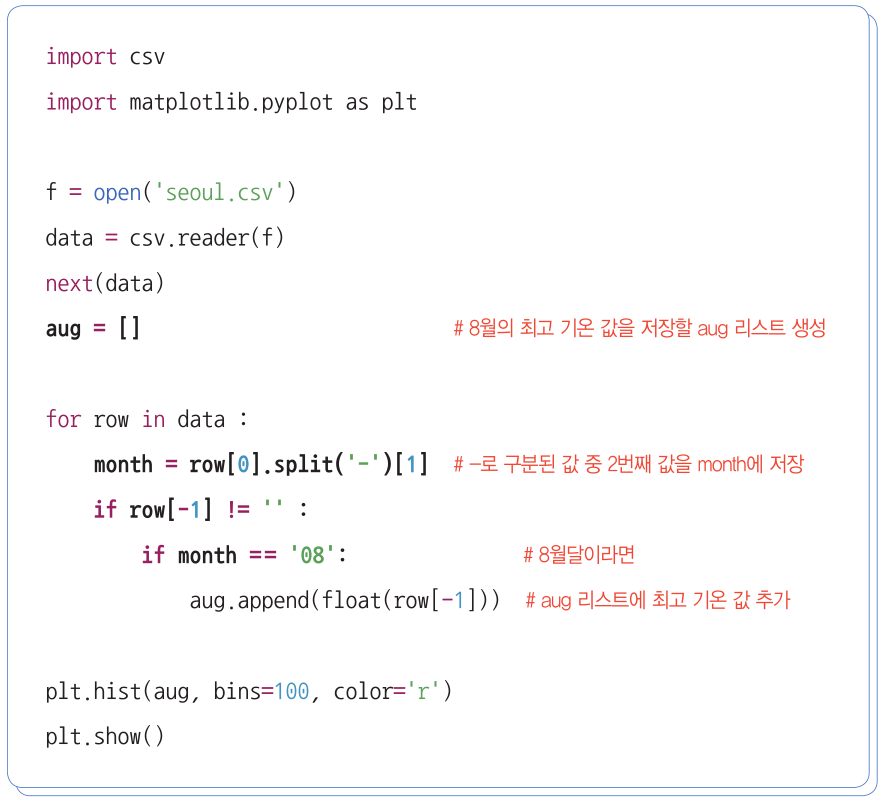 import csv
import matplotlib.pyplot as plt
f = open('seoul.csv')
data = csv.reader(f)
next(data)
aug = [] # 8월의 최고 기온 값을 저장할 aug 리스트 생성
for row in data :
    month = row[0].split('-')[1] # -로 구분된 값 중 2번째 값을 month에 저장
    if row[-1] != '' :
        if month == '08': # 8월달이라면
            aug.append(float(row[-1])) # aug 리스트에 최고 기온 값 추가
plt.hist(aug, bins=100, color='r')
plt.show()